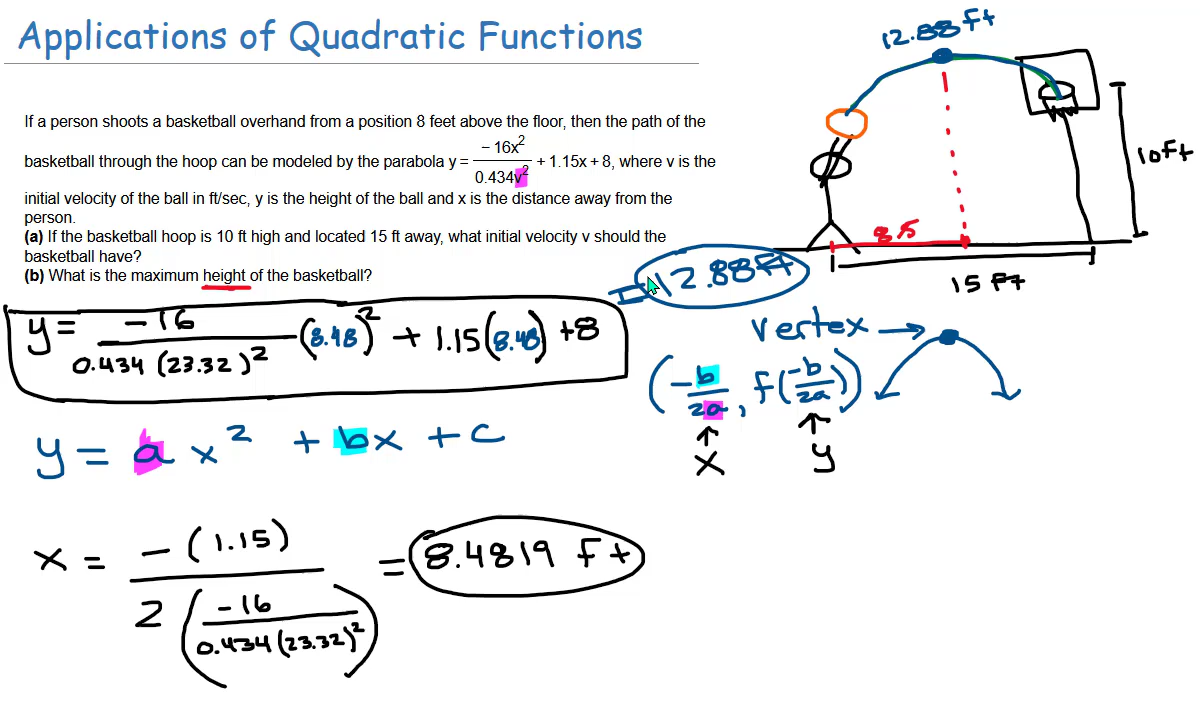 Applications of Quadratic Functions
If a person shoots a basketball overhand from a position 8 feet above the floor, then the path of the
basketball through the hoop can be modeled by the parabola y = -16x²/0.434v² + 1.15x + 8, where v is the
initial velocity of the ball in ft/sec, y is the height of the ball and x is the distance away from the
person.
(a) If the basketball hoop is 10 ft high and located 15 ft away, what initial velocity v should the
basketball have?
(b) What is the maximum height of the basketball?
12.88 ft
10 ft
8.5
15 ft
= 12.88 ft
y = -16/0.434 (23.32)² (8.48)² + 1.15 (8.48) + 8
vertex →
(-b/2a, f(-b/2a))
↑ ↑
x y
y = a x² + bx + c
x = -(1.15)/2(-16/0.434(23.32)²) = 8.4819 ft